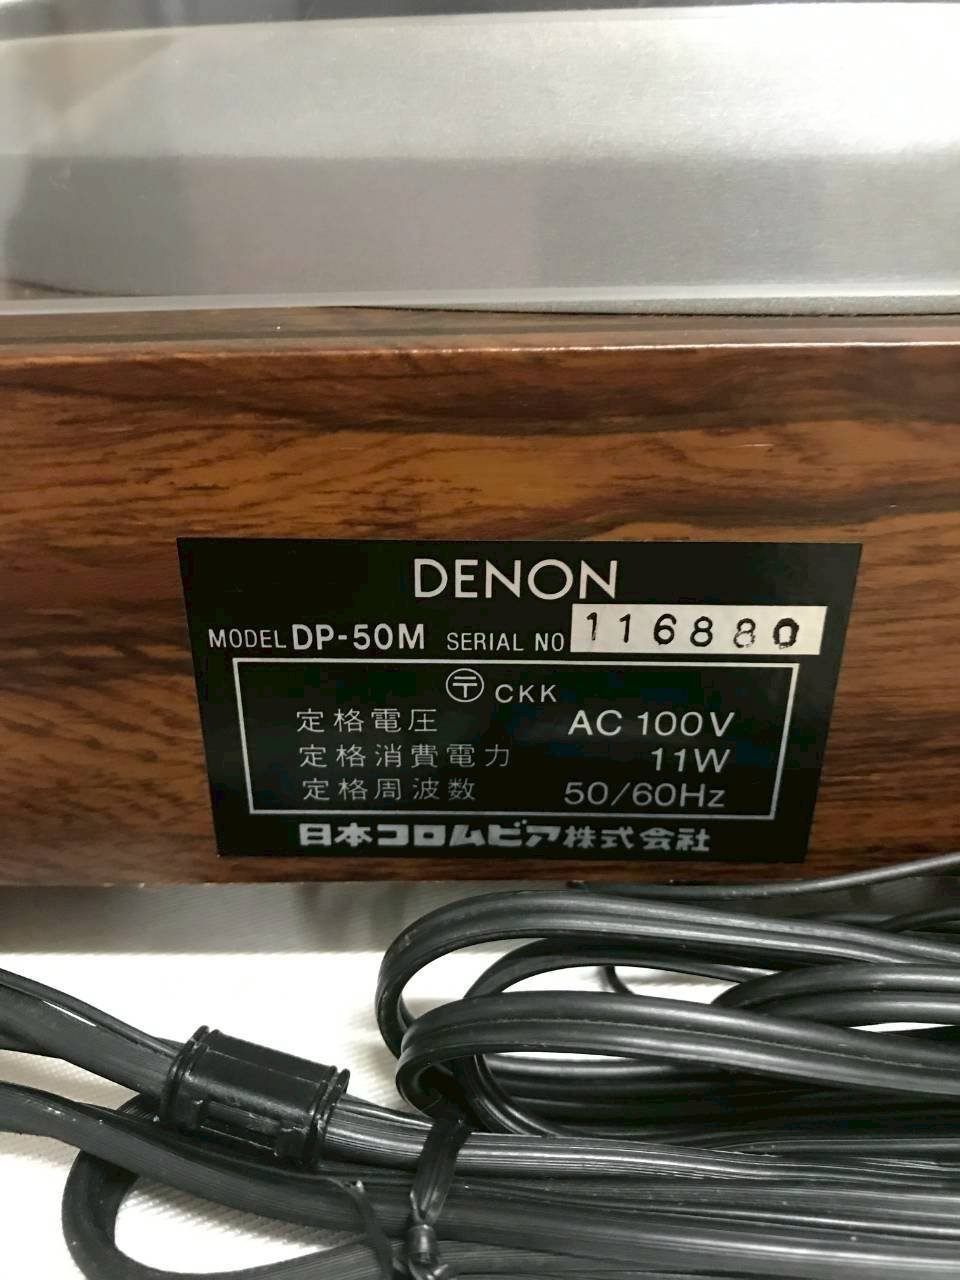 DENON
MODEL DP-50M SERIAL NO 116880
〒 CKK
定格電圧 AC 100V
定格消費電力 11W
定格周波数 50/60Hz
日本コロムビア株式会社